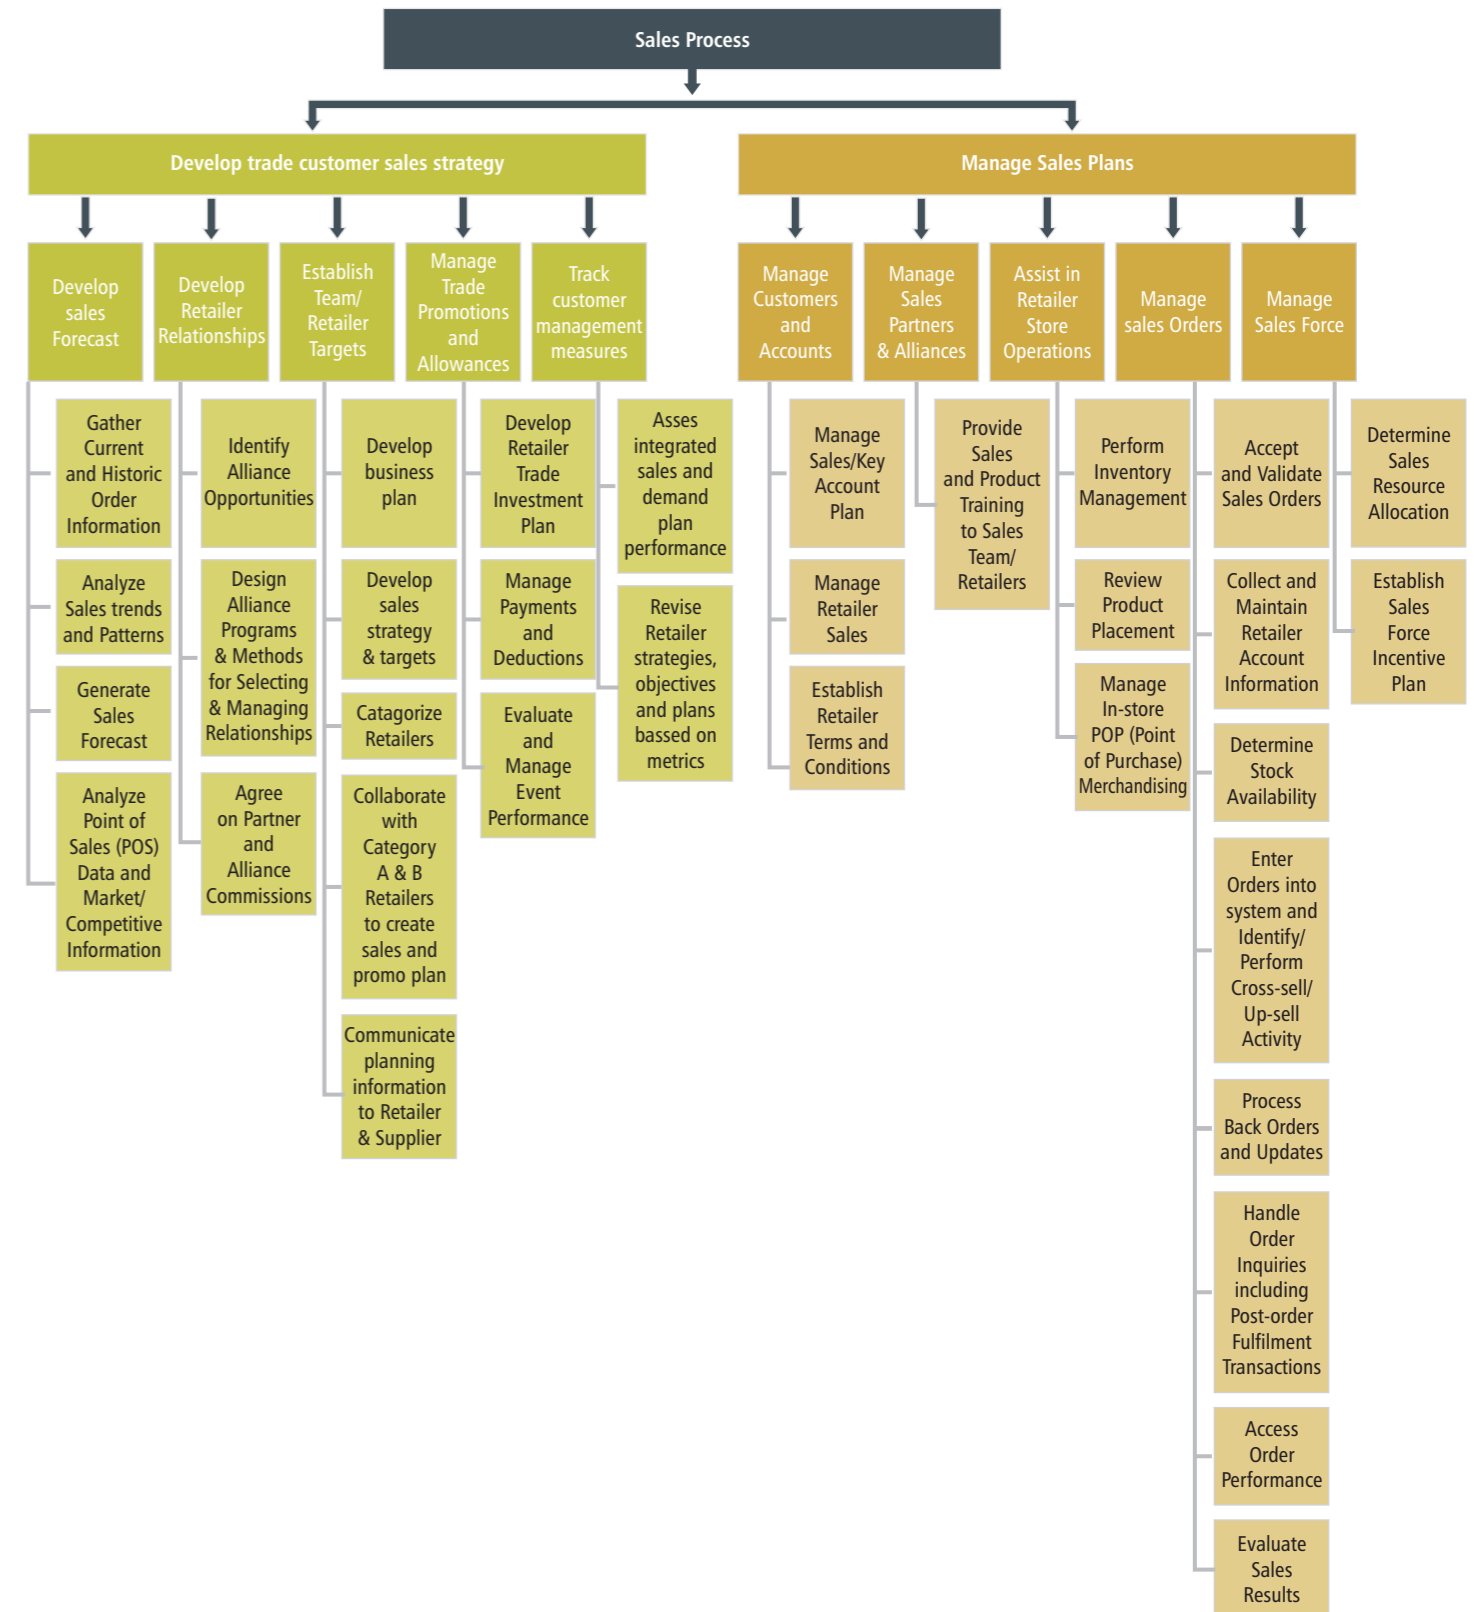 Sales Process
Develop trade customer sales strategy
Manage Sales Plans
Develop
sales
Forecast
Develop
Retailer
Relationships
Establish
Team/
Retailer
Targets
Manage
Trade
Promotions
and
Allowances
Track
customer
management
measures
Manage
Customers
and
Accounts
Manage
Sales
Partners
& Alliances
Assist in
Retailer
Store
Operations
Manage
sales Orders
Manage
Sales Force
Gather
Current
and Historic
Order
Information
Analyze
Sales trends
and Patterns
Generate
Sales
Forecast
Analyze
Point of
Sales (POS)
Data and
Market/
Competitive
Information
Identify
Alliance
Opportunities
Design
Alliance
Programs
& Methods
for Selecting
& Managing
Relationships
Agree
on Partner
and
Alliance
Commissions
Develop
business
plan
Develop
sales
strategy
& targets
Catagorize
Retailers
Collaborate
with
Category
A & B
Retailers
to create
sales and
promo plan
Communicate
planning
information
to Retailer
& Supplier
Develop
Retailer
Trade
Investment
Plan
Manage
Payments
and
Deductions
Evaluate
and
Manage
Event
Performance
Asses
integrated
sales and
demand
plan
performance
Revise
Retailer
strategies,
objectives
and plans
bassed on
metrics
Manage
Sales/Key
Account
Plan
Manage
Retailer
Sales
Establish
Retailer
Terms and
Conditions
Provide
Sales
and Product
Training
to Sales
Team/
Retailers
Perform
Inventory
Management
Review
Product
Placement
Manage
In-store
POP (Point
of Purchase)
Merchandising
Accept
and Validate
Sales Orders
Collect and
Maintain
Retailer
Account
Information
Determine
Stock
Availability
Enter
Orders into
system and
Identify/
Perform
Cross-sell/
Up-sell
Activity
Process
Back Orders
and Updates
Handle
Order
Inquiries
including
Post-order
Fulfilment
Transactions
Access
Order
Performance
Evaluate
Sales
Results
Determine
Sales
Resource
Allocation
Establish
Sales
Force
Incentive
Plan